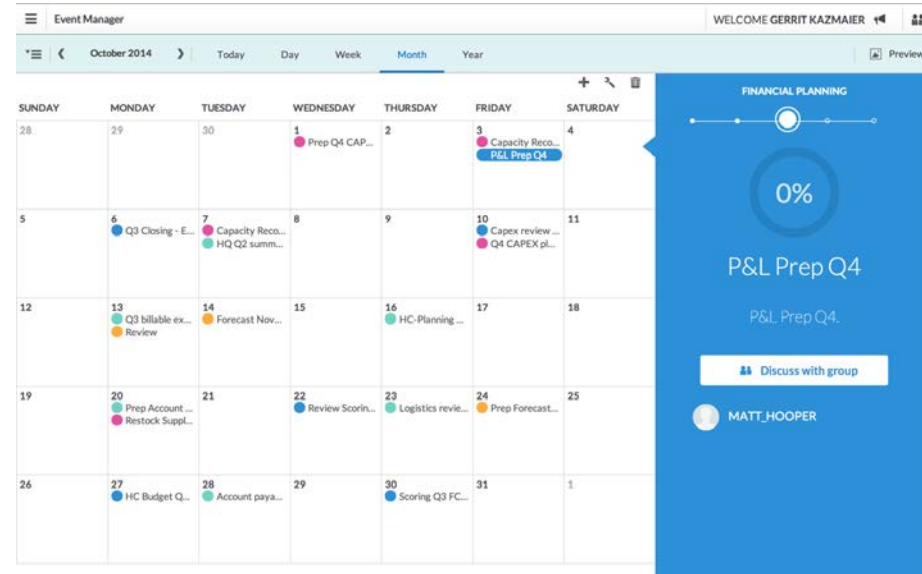 Event Manager
WELCOME GERRIT KAZMAIER
October 2014 Today Day Week Month Year
Preview
SUNDAY MONDAY TUESDAY WEDNESDAY THURSDAY FRIDAY SATURDAY
28 29 30 1 2 3 4
Prep Q4 CAP... Capacity Reco...
P&L Prep Q4
5 6 7 8 9 10 11
Q3 Closing - E... Capacity Reco... Capex review ...
HQ Q2 summ... Q4 CAPEX pl...
12 13 14 15 16 17 18
Q3 billable ex... Forecast Nov... HC-Planning ...
Review
19 20 21 22 23 24 25
Prep Account ... Review Scorin... Logistics revie... Prep Forecast...
Restock Suppl...
26 27 28 29 30 31 1
HC Budget Q... Account paya... Scoring Q3 FC...
FINANCIAL PLANNING
0%
P&L Prep Q4
P&L Prep Q4.
Discuss with group
MATT_HOOPER